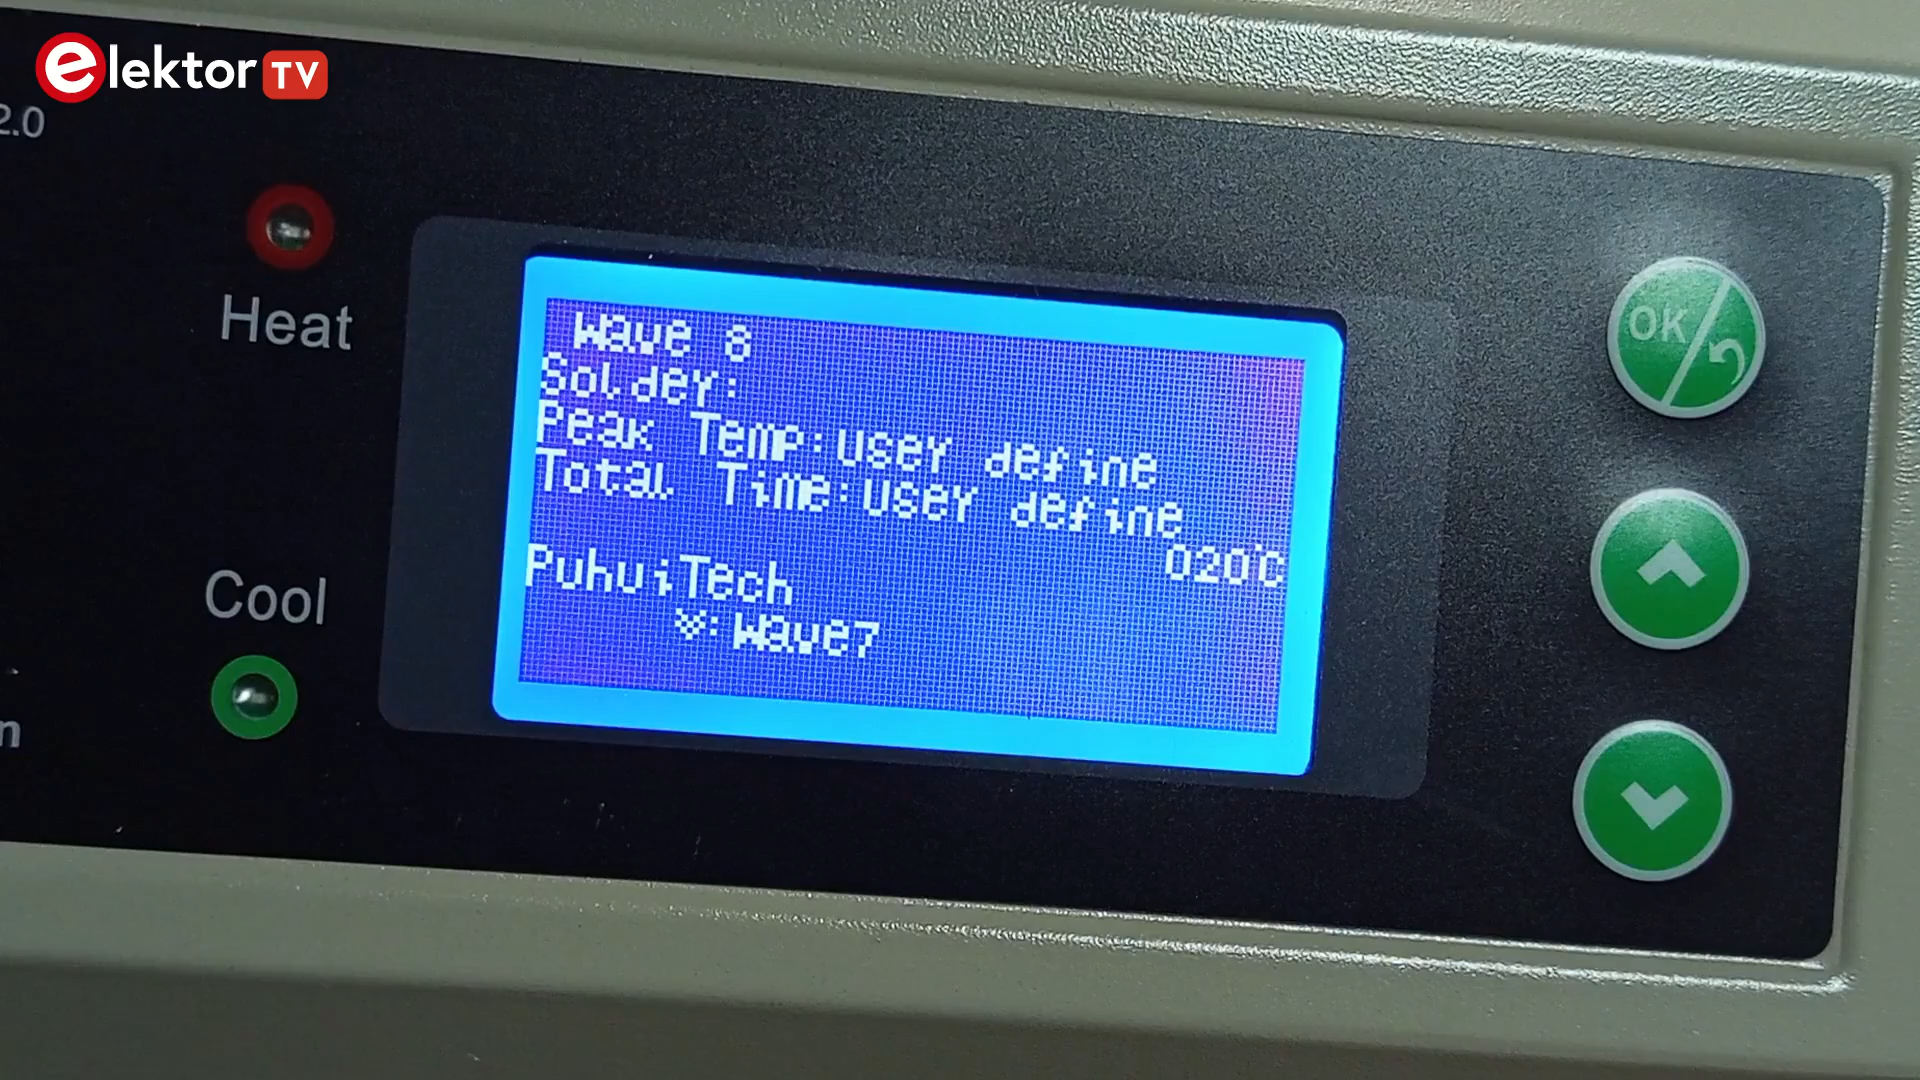 elektor TV
2.0
Heat
Wave 8
Solder:
Peak Temp:user define
Total Time:user define
020°C
PuhuiTech
v:Wave7
Cool
OK